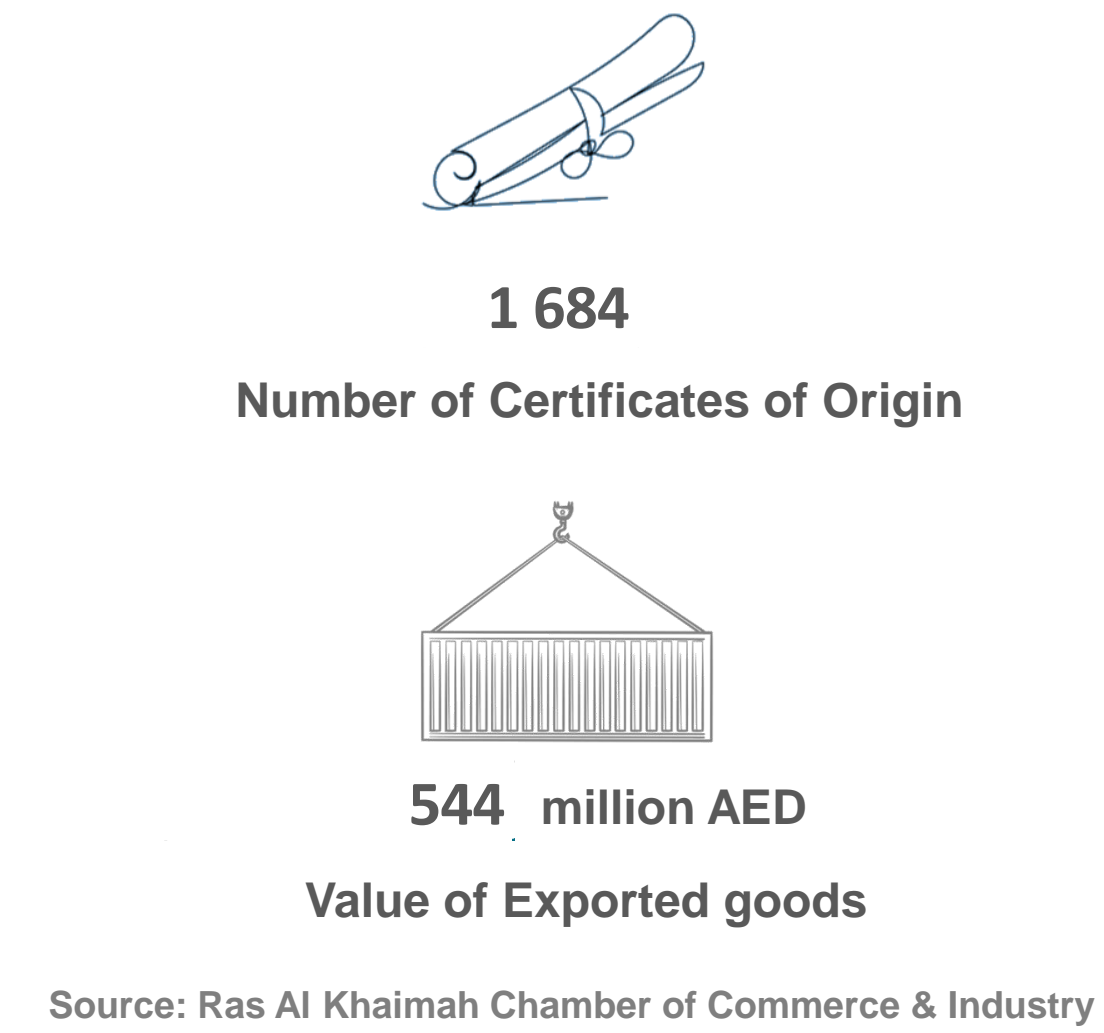 1 684
Number of Certificates of Origin
544 million AED
Value of Exported goods
Source: Ras Al Khaimah Chamber of Commerce & Industry